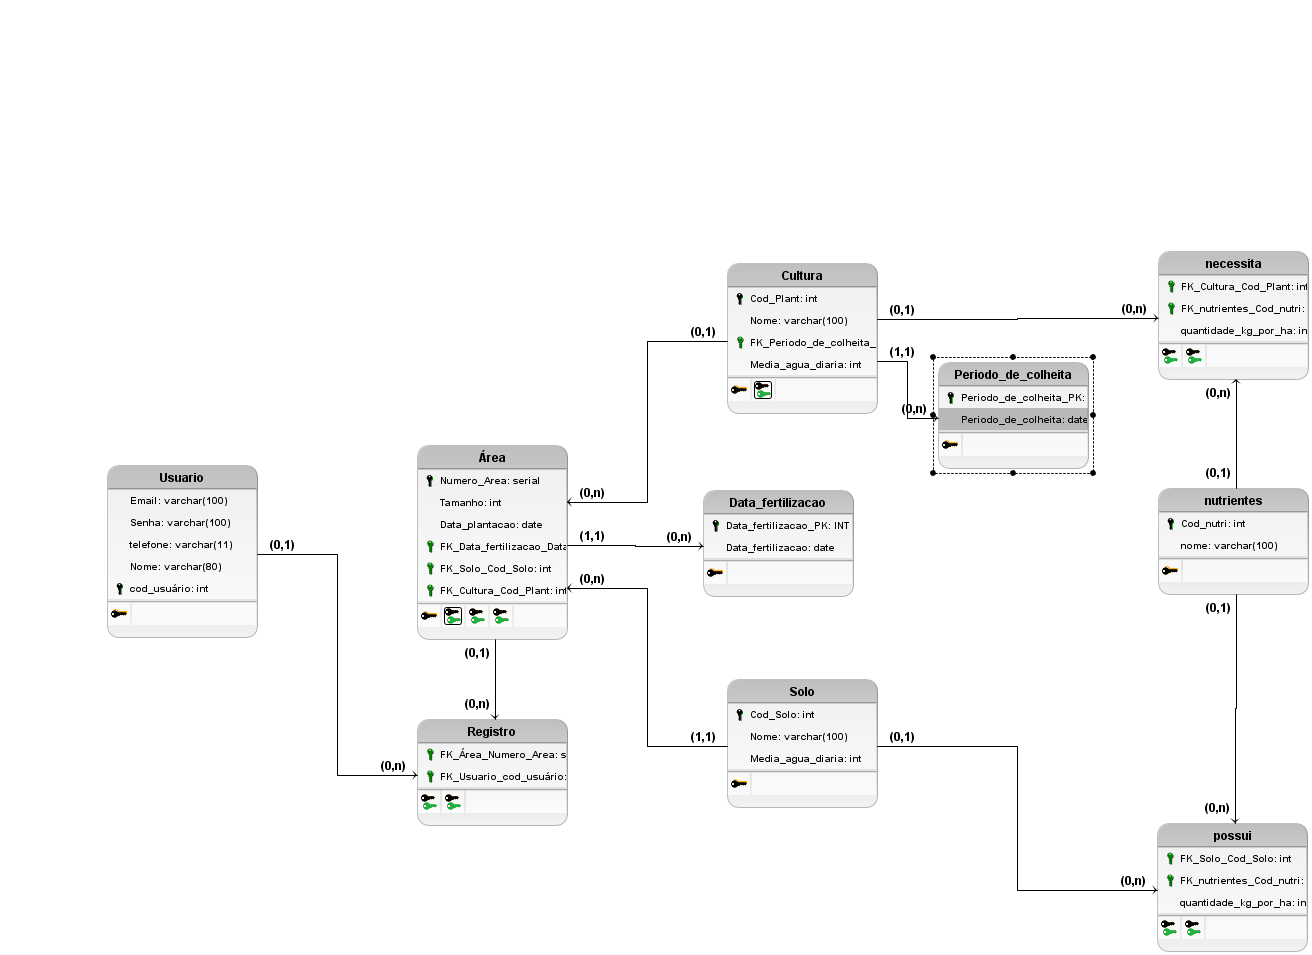 necessita
FK_Cultura_Cod_Plant: int
FK_nutrientes_Cod_nutri:
quantidade_kg_por_ha: in
Cultura
Cod_Plant: int
Nome: varchar(100)
FK_Periodo_de_colheita_
Media_agua_diaria: int
(0,1)
(0,n)
(0,1)
(1,1)
(0,n)
Periodo_de_colheita
Periodo_de_colheita_PK:
Periodo_de_colheita: date
(0,n)
(0,1)
nutrientes
Cod_nutri: int
nome: varchar(100)
(0,1)
(0,n)
Área
Numero_Area: serial
Tamanho: int
Data_plantacao: date
FK_Data_fertilizacao_Data
FK_Solo_Cod_Solo: int
FK_Cultura_Cod_Plant: int
(0,n)
(1,1)
(0,n)
(0,n)
Data_fertilizacao
Data_fertilizacao_PK: INT
Data_fertilizacao: date
Usuario
Email: varchar(100)
Senha: varchar(100)
telefone: varchar(11)
Nome: varchar(80)
cod_usuário: int
(0,1)
(0,n)
(0,1)
(0,n)
Registro
FK_Área_Numero_Area: s
FK_Usuario_cod_usuário:
Solo
Cod_Solo: int
Nome: varchar(100)
Media_agua_diaria: int
(1,1)
(0,1)
(0,n)
possui
FK_Solo_Cod_Solo: int
FK_nutrientes_Cod_nutri:
quantidade_kg_por_ha: in